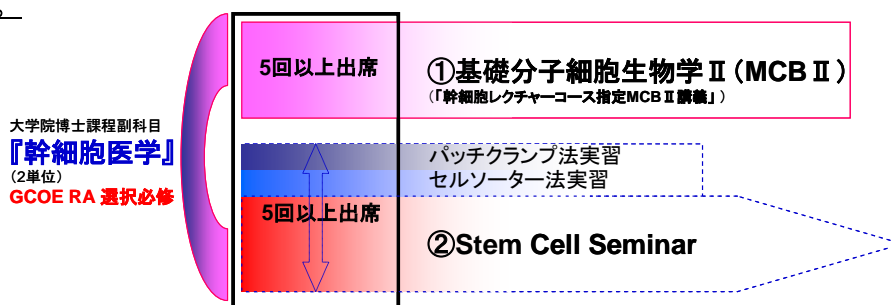 。
大学院博士課程副科目
『幹細胞医学』
(2単位)
GCOE RA 選択必修
5回以上出席
①基礎分子細胞生物学Ⅱ(MCBⅡ)
(「幹細胞レクチャーコース指定MCBⅡ講義」)
パッチクランプ法実習
セルソーター法実習
5回以上出席
②Stem Cell Seminar